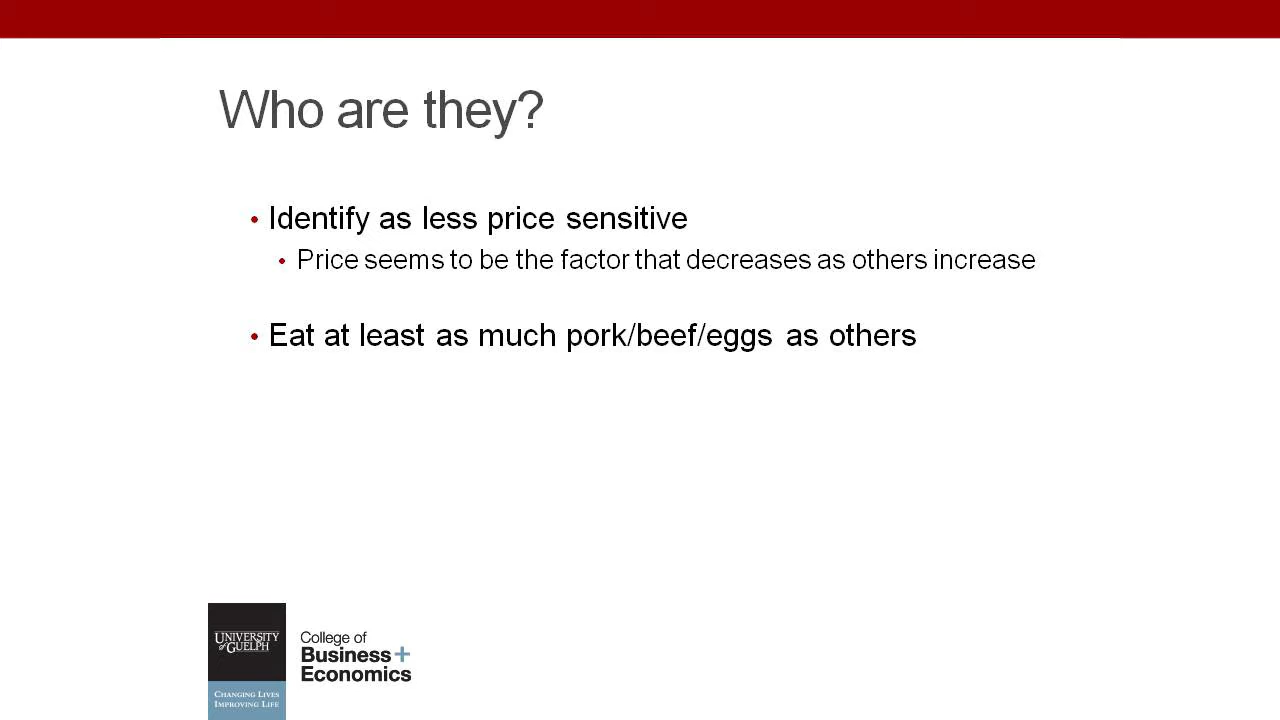 Who are they?
• Identify as less price sensitive
• Price seems to be the factor that decreases as others increase
• Eat at least as much pork/beef/eggs as others
UNIVERSITY
of GUELPH
CHANGING LIVES
IMPROVING LIFE
College of
Business+
Economics